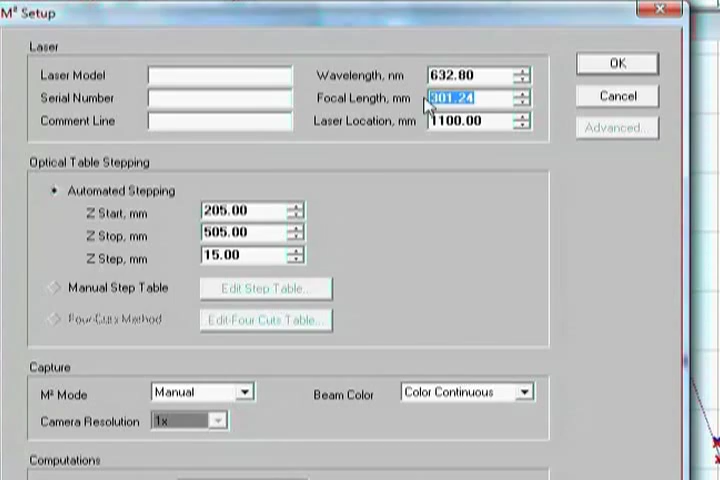 M² Setup
Laser
Laser Model
Wavelength, nm 632.80
OK
Serial Number
Focal Length, mm 301.24
Cancel
Comment Line
Laser Location, mm 1100.00
Advanced...
Optical Table Stepping
Automated Stepping
Z Start, mm 205.00
Z Stop, mm 505.00
Z Step, mm 15.00
Manual Step Table
Edit Step Table...
Four-Cuts Method
Edit Four Cuts Table...
Capture
M² Mode Manual
Beam Color Color Continuous
Camera Resolution 1x
Computations